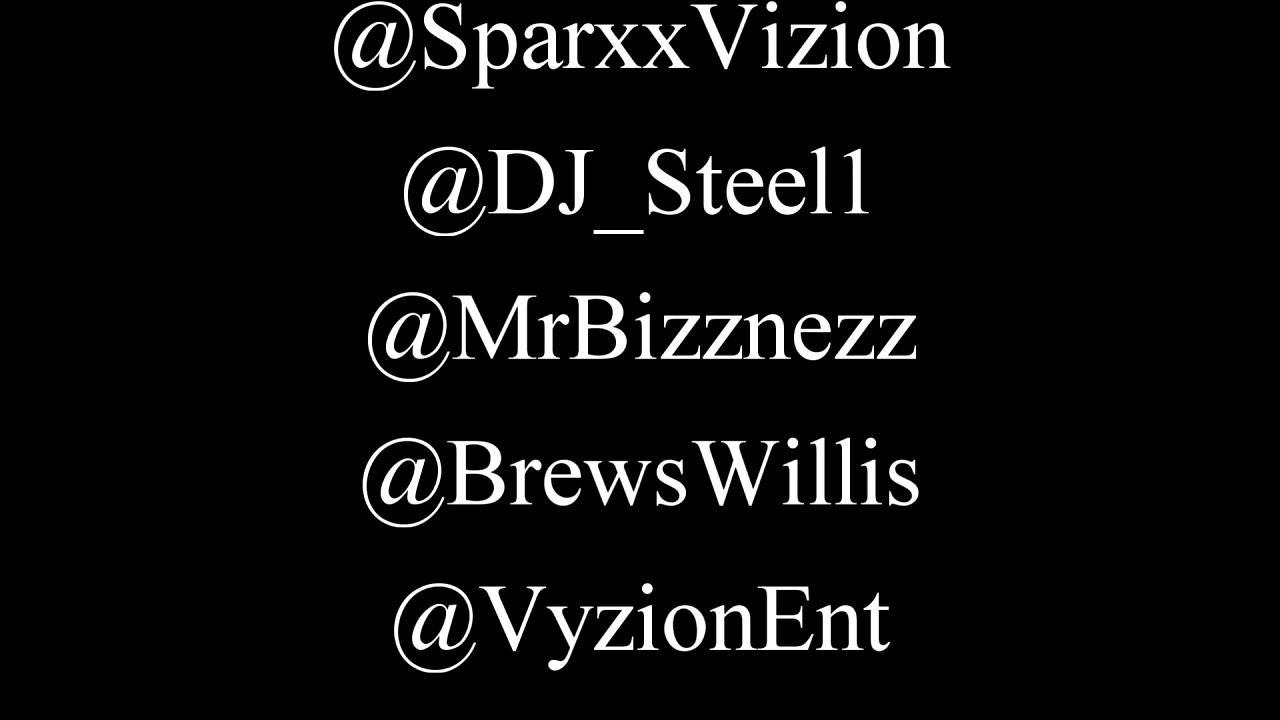 @SparxxVizion
@DJ_Steel1
@MrBizznezz
@BrewsWillis
@VyzionEnt